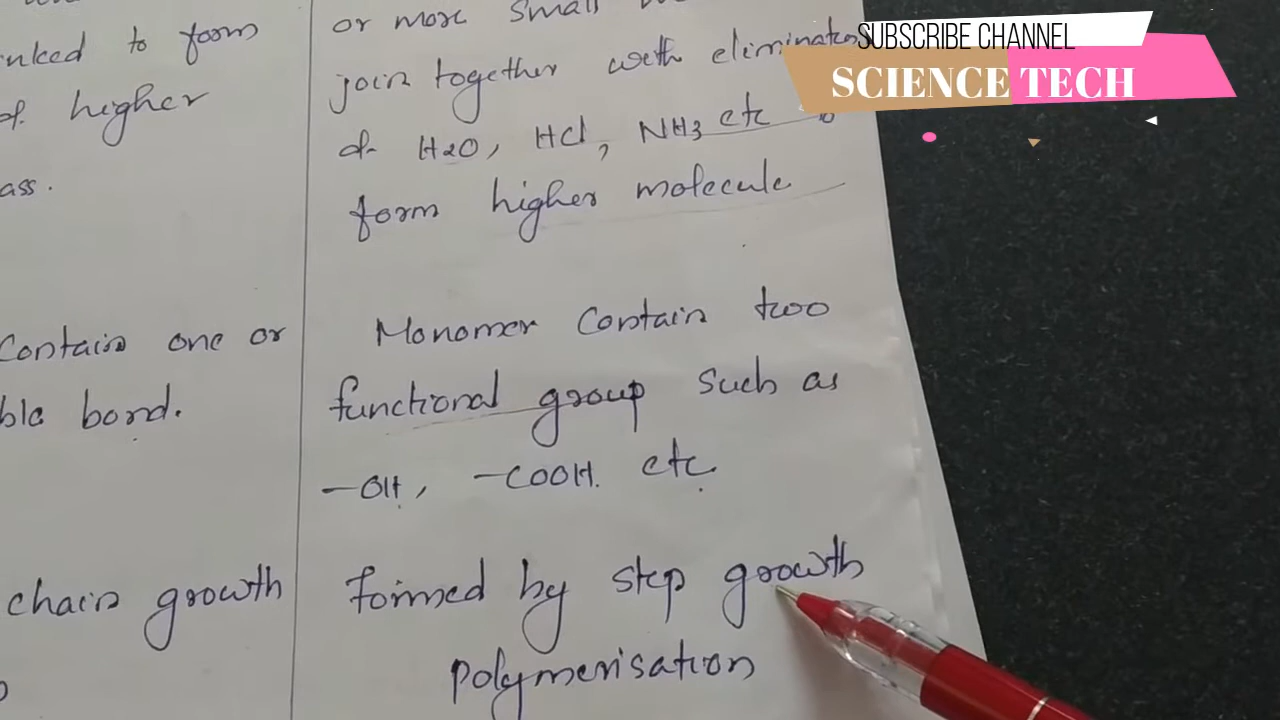 SUBSCRIBE CHANNEL
SCIENCE TECH
to form
of higher
ass.
Contain one or
ble bond.
chain growth
or more small
join together with elimination
of H2O, HCl, NH3 etc to
form higher molecule
Monomer Contain two
functional group such as
-OH, -COOH. etc.
formed by step growth
polymerisation